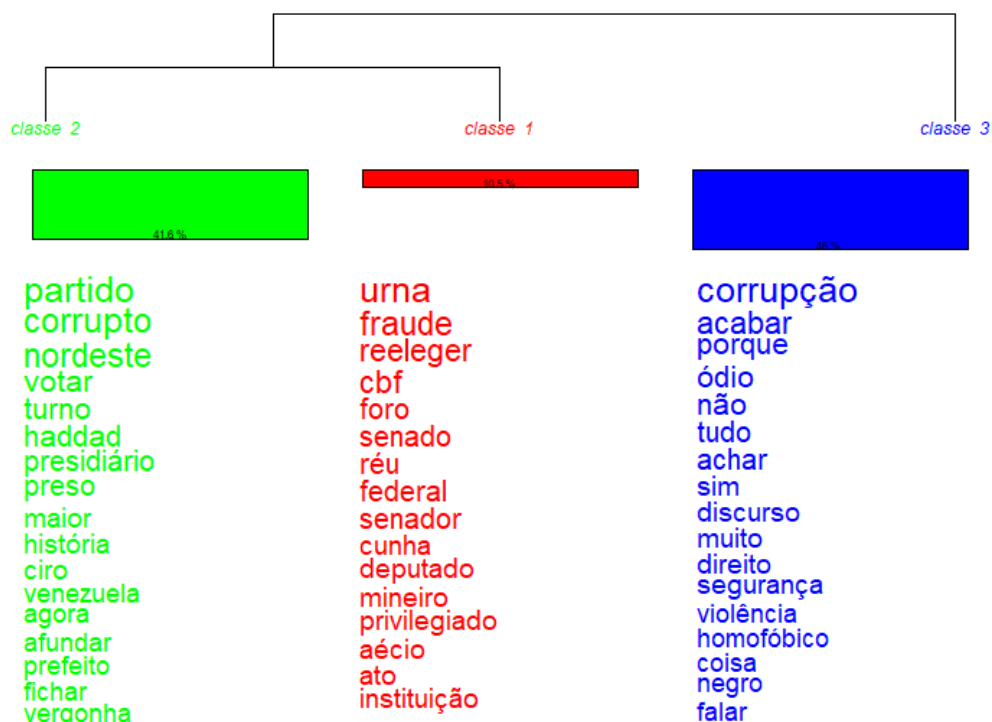 classe 2
classe 1
classe 3
41.6 %
10.5 %
partido
corrupto
nordeste
votar
turno
haddad
presidiário
preso
maior
história
ciro
venezuela
agora
afundar
prefeito
fichar
vergonha
urna
fraude
reeleger
cbf
foro
senado
réu
federal
senador
cunha
deputado
mineiro
privilegiado
aécio
ato
instituição
corrupção
acabar
porque
ódio
não
tudo
achar
sim
discurso
muito
direito
segurança
violência
homofóbico
coisa
negro
falar